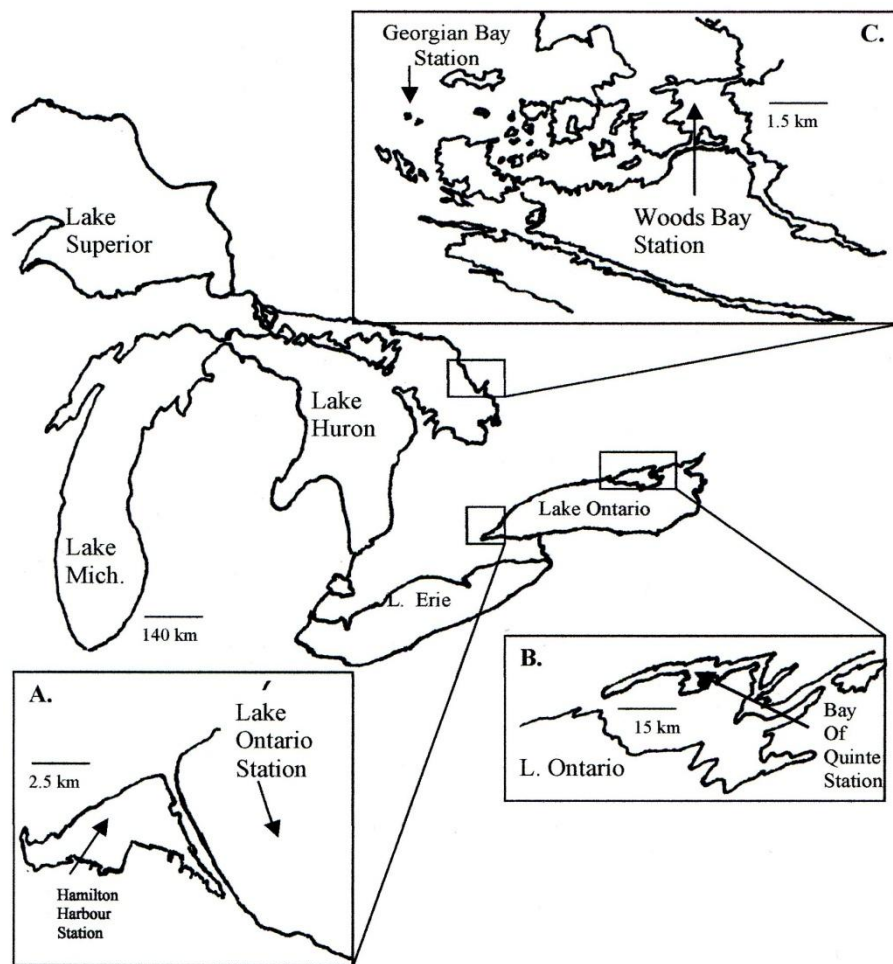 Georgian Bay
Station
C.
1.5 km
Woods Bay
Station
Lake
Superior
Lake
Huron
Lake Ontario
Lake
Mich.
L. Erie
140 km
A.
Lake
Ontario
Station
2.5 km
Hamilton
Harbour
Station
B.
15 km
Bay
Of
Quinte
Station
L. Ontario